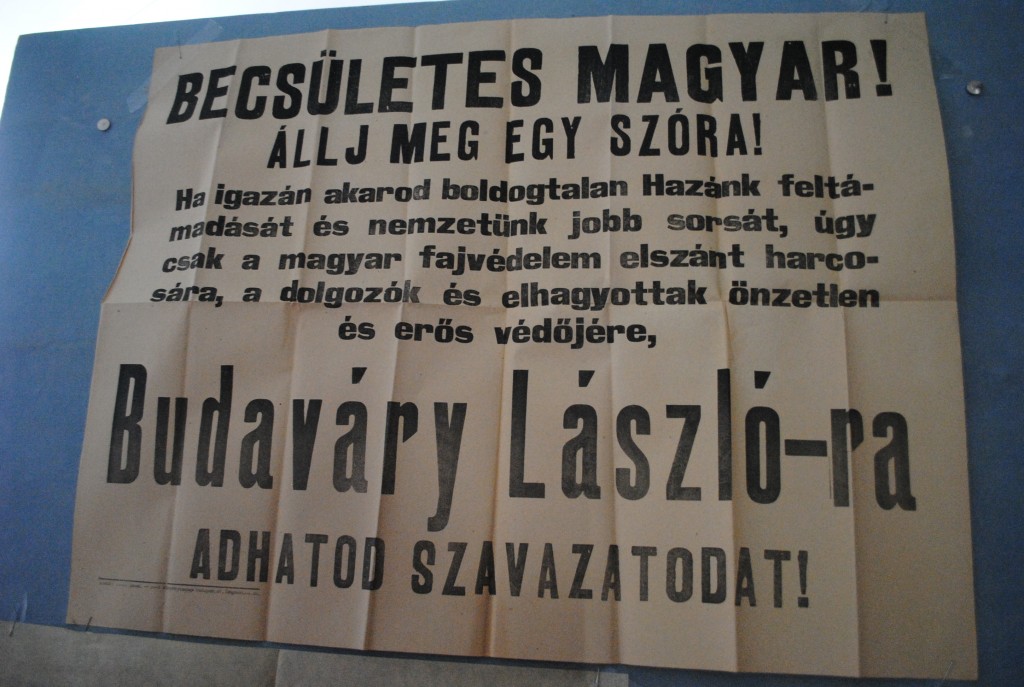 BECSÜLETES MAGYAR!
ÁLLJ MEG EGY SZÓRA!
Ha igazán akarod boldogtalan Hazánk feltá-
madását és nemzetünk jobb sorsát, úgy
csak a magyar fajvédelem elszánt harco-
sára, a dolgozók és elhagyottak önzetlen
és erős védőjére,
Budaváry László-ra
ADHATOD SZAVAZATODAT!